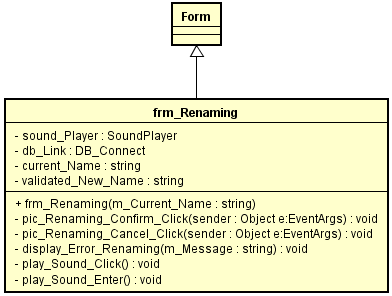 Form
frm_Renaming
- sound_Player : SoundPlayer
- db_Link : DB_Connect
- current_Name : string
- validated_New_Name : string
+ frm_Renaming(m_Current_Name : string)
- pic_Renaming_Confirm_Click(sender : Object e:EventArgs) : void
- pic_Renaming_Cancel_Click(sender : Object e:EventArgs) : void
- display_Error_Renaming(m_Message : string) : void
- play_Sound_Click() : void
- play_Sound_Enter() : void